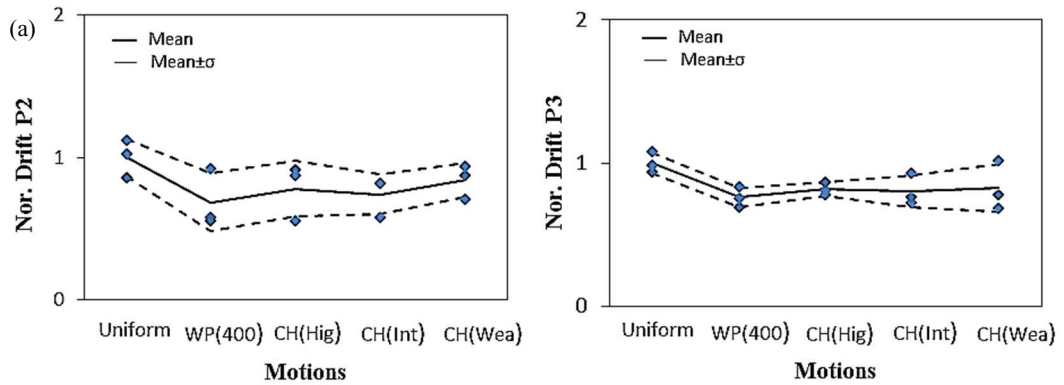 (a)
2
1
0
Nor. Drift P2
Mean
Mean±σ
Uniform WP(400) CH(Hig) CH(Int) CH(Wea)
Motions
2
1
0
Nor. Drift P3
Mean
Mean±σ
Uniform WP(400) CH(Hig) CH(Int) CH(Wea)
Motions